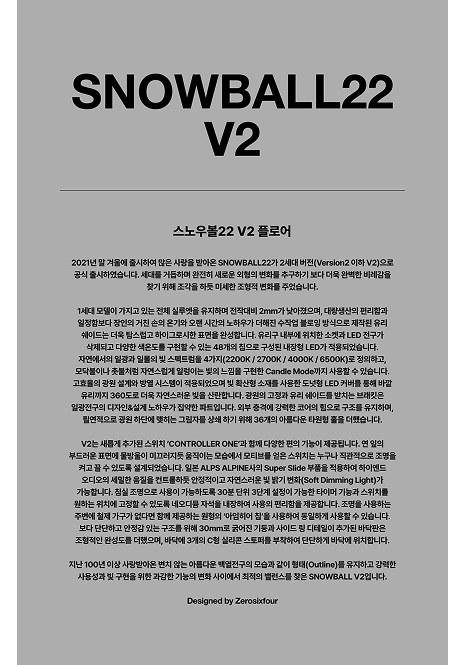 SNOWBALL22
V2
스노우볼22 V2 플로어
2021년 말 겨울에 출시하여 많은 사랑을 받아온 SNOWBALL22가 2세대 버전(Version2 이하 V2)으로
공식 출시하였습니다. 세대를 거듭하며 완전히 새로운 외형의 변화를 추구하기 보다 더욱 완벽한 비례감을
찾기 위해 조각을 하듯 미세한 조형적 변화를 주었습니다.
1세대 모델이 가지고 있는 전체 실루엣을 유지하며 전작대비 2mm가 낮아졌으며, 대량생산의 편리함과
일정함보다 장인의 거친 손의 온기와 오랜 시간의 노하우가 더해진 수작업 블로잉 방식으로 제작된 유리
쉐이드는 더욱 탐스럽고 하이그로시한 표면을 완성합니다. 유리구 내부에 위치한 소켓과 LED 전구가
삭제되고 다양한 색온도를 구현할 수 있는 48개의 칩으로 구성된 내장형 LED가 적용되었습니다.
자연에서의 일광과 일몰의 빛 스펙트럼을 4가지(2200K / 2700K / 4000K / 6500K)로 정의하고,
모닥불이나 촛불처럼 자연스럽게 일렁이는 빛의 느낌을 구현한 Candle Mode까지 사용할 수 있습니다.
고효율의 광원 설계와 방열 시스템이 적용되었으며 빛 확산형 소재를 사용한 도넛형 LED 커버를 통해 바깥
유리까지 360도로 더욱 자연스러운 빛을 산란합니다. 광원의 고정과 유리 쉐이드를 받치는 브래킷은
일광전구의 디자인&설계 노하우가 집약한 파트입니다. 외부 충격에 강력한 코어의 힘으로 구조를 유지하며,
필연적으로 광원 하단에 맺히는 그림자를 상쇄 하기 위해 36개의 아름다운 타원형 홀을 더했습니다.
V2는 새롭게 추가된 스위치 'CONTROLLER ONE'과 함께 다양한 편의 기능이 제공됩니다. 연 잎의
부드러운 표면에 물방울이 미끄러지듯 움직이는 모습에서 모티브를 얻은 스위치는 누구나 직관적으로 조명을
켜고 끌 수 있도록 설계되었습니다. 일본 ALPS ALPINE사의 Super Slide 부품을 적용하여 하이엔드
오디오의 세밀한 음질을 컨트롤하듯 안정적이고 자연스러운 빛 밝기 변화(Soft Dimming Light)가
가능합니다. 침실 조명으로 사용이 가능하도록 30분 단위 3단계 설정이 가능한 타이머 기능과 스위치를
원하는 위치에 고정할 수 있도록 네오디뮴 자석을 내장하여 사용의 편리함을 제공합니다. 조명을 사용하는
주변에 철제 가구가 없다면 함께 제공하는 원형의 '아일허어 칩'을 사용하여 동일하게 사용할 수 있습니다.
보다 단단하고 안정감 있는 구조를 위해 30mm로 굵어진 기둥과 사이드 링 디테일이 추가된 바닥판은
조형적인 완성도를 더했으며, 바닥에 3개의 C형 실리콘 스토퍼를 부착하여 단단하게 바닥에 위치합니다.
지난 100년 이상 사랑받아온 변치 않는 아름다운 백열전구의 모습과 같이 형태(Outline)를 유지하고 강력한
사용성과 빛 구현을 위한 과감한 기능의 변화 사이에서 최적의 밸런스를 찾은 SNOWBALL V2입니다.
Designed by Zerosixfour